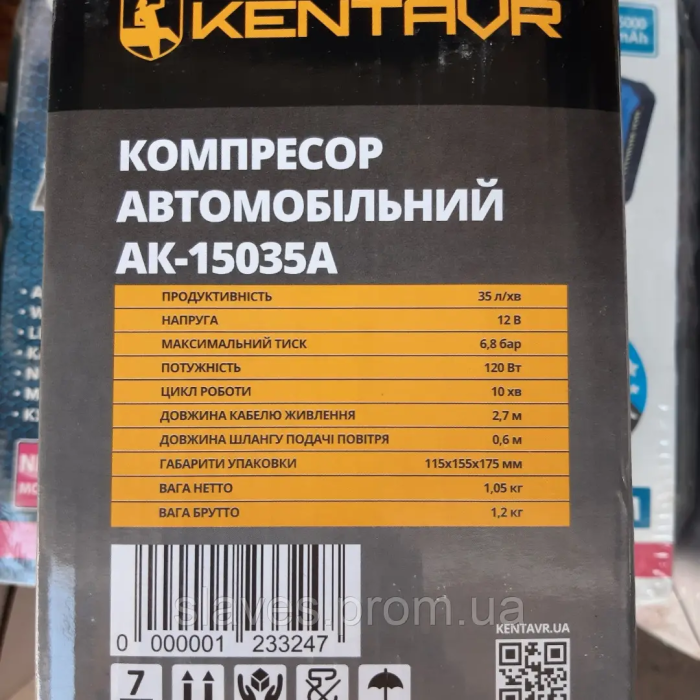 KENTAVR
5000
mAh
КОМПРЕСОР
АВТОМОБІЛЬНИЙ
АК-15035А
ПРОДУКТИВНІСТЬ 35 л/хв
НАПРУГА 12 В
МАКСИМАЛЬНИЙ ТИСК 6,8 бар
ПОТУЖНІСТЬ 120 Вт
ЦИКЛ РОБОТИ 10 хв
ДОВЖИНА КАБЕЛЮ ЖИВЛЕННЯ 2,7 м
ДОВЖИНА ШЛАНГУ ПОДАЧІ ПОВІТРЯ 0,6 м
ГАБАРИТИ УПАКОВКИ 115х155х175 мм
ВАГА НЕТТО 1,05 кг
ВАГА БРУТТО 1,2 кг
slaves.prom.ua
0 000001 233247
KENTAVR.UA
7